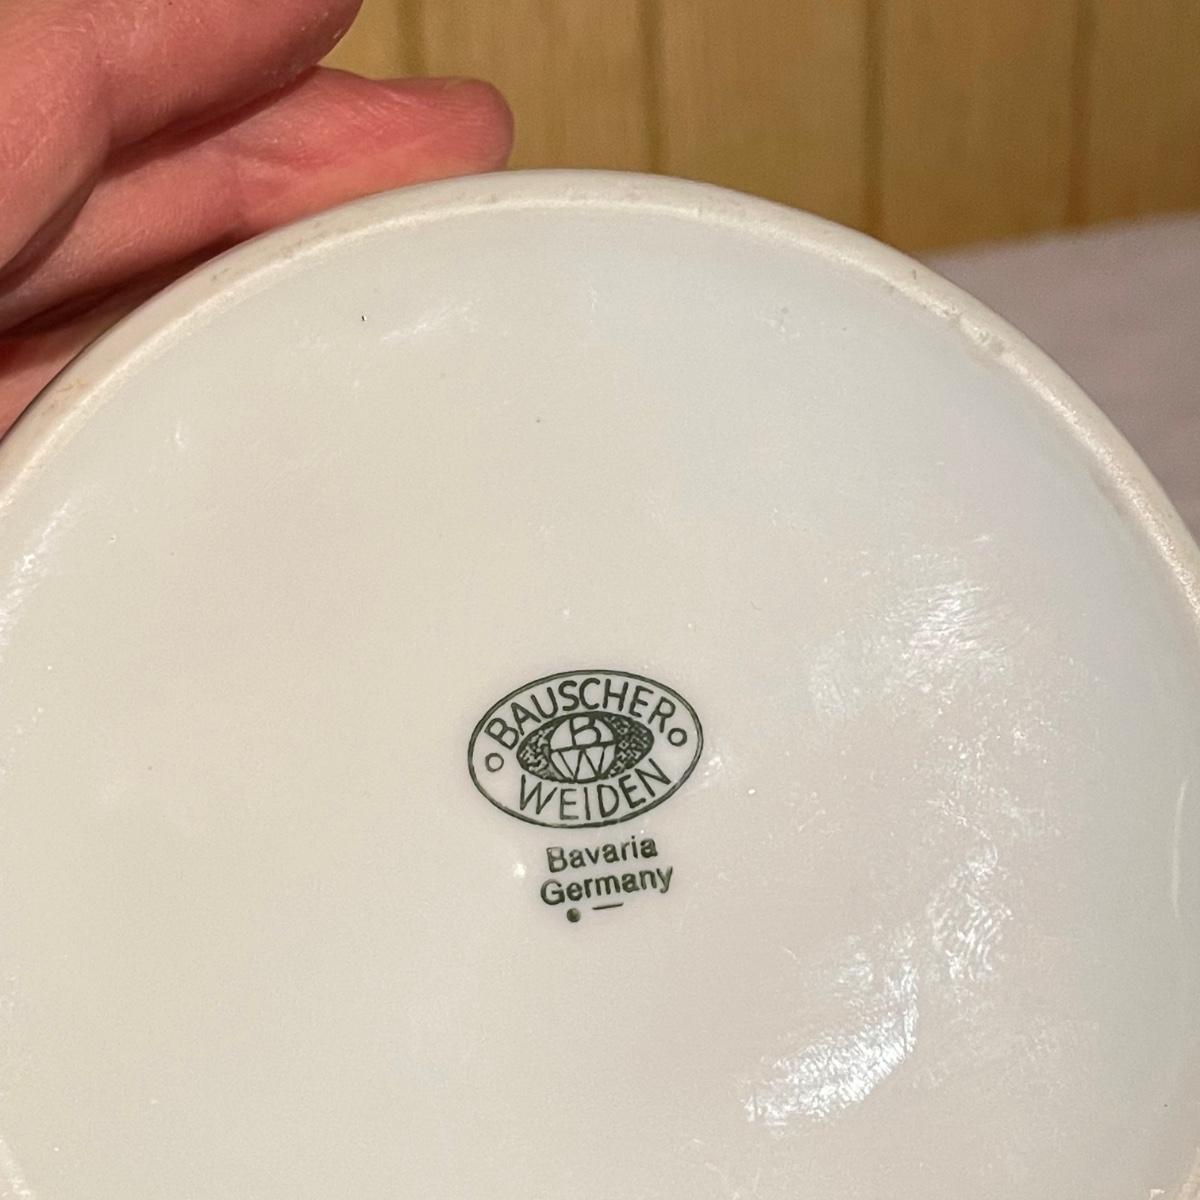 BAUSCHER
B
W
WEIDEN
Bavaria
Germany